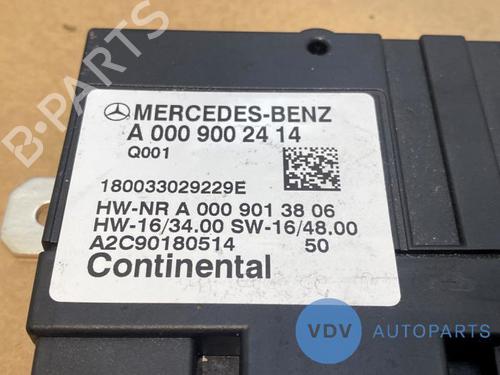 MERCEDES-BENZ
A 000 900 24 14
Q001
180033029229E
HW-NR A 000 901 38 06
HW-16/34.00 SW-16/48.00
A2C90180514 50
Continental
B-PARTS
VDV AUTOPARTS